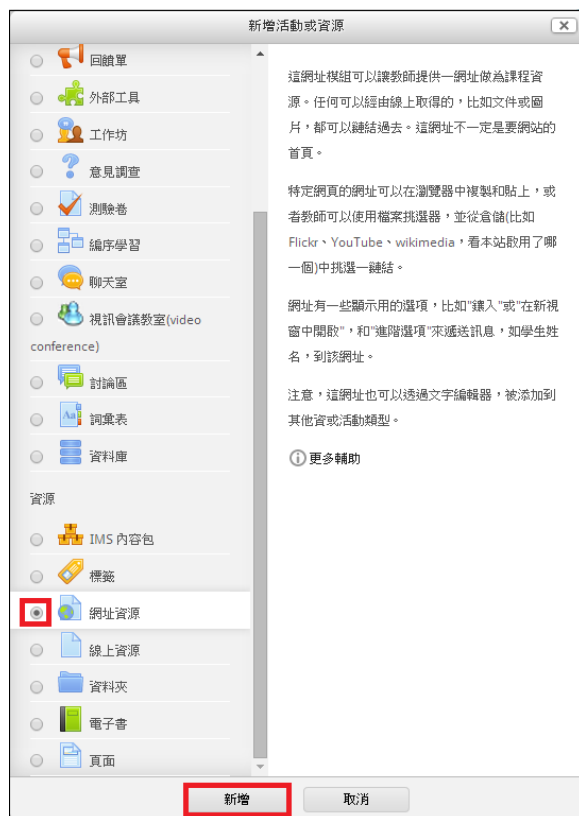 新增活動或資源
回饋單
外部工具
工作坊
意見調查
測驗卷
編序學習
聊天室
視訊會議教室(video
conference)
討論區
詞彙表
資料庫
資源
IMS 內容包
標籤
網址資源
線上資源
資料夾
電子書
頁面
這網址模組可以讓教師提供一網址做為課程資
源。任何可以經由線上取得的，比如文件或圖
片，都可以鏈結過去。這網址不一定是要網站的
首頁。
特定網頁的網址可以在瀏覽器中複製和貼上，或
者教師可以使用檔案挑選器，並從倉儲(比如
Flickr、YouTube、wikimedia，看本站啟用了哪
一個)中挑選一鏈結。
網址有一些顯示用的選項，比如"鑲入"或"在新視
窗中開啟"，和"進階選項"來遞送訊息，如學生姓
名，到該網址。
注意，這網址也可以透過文字編輯器，被添加到
其他資或活動類型。
更多輔助
新增
取消